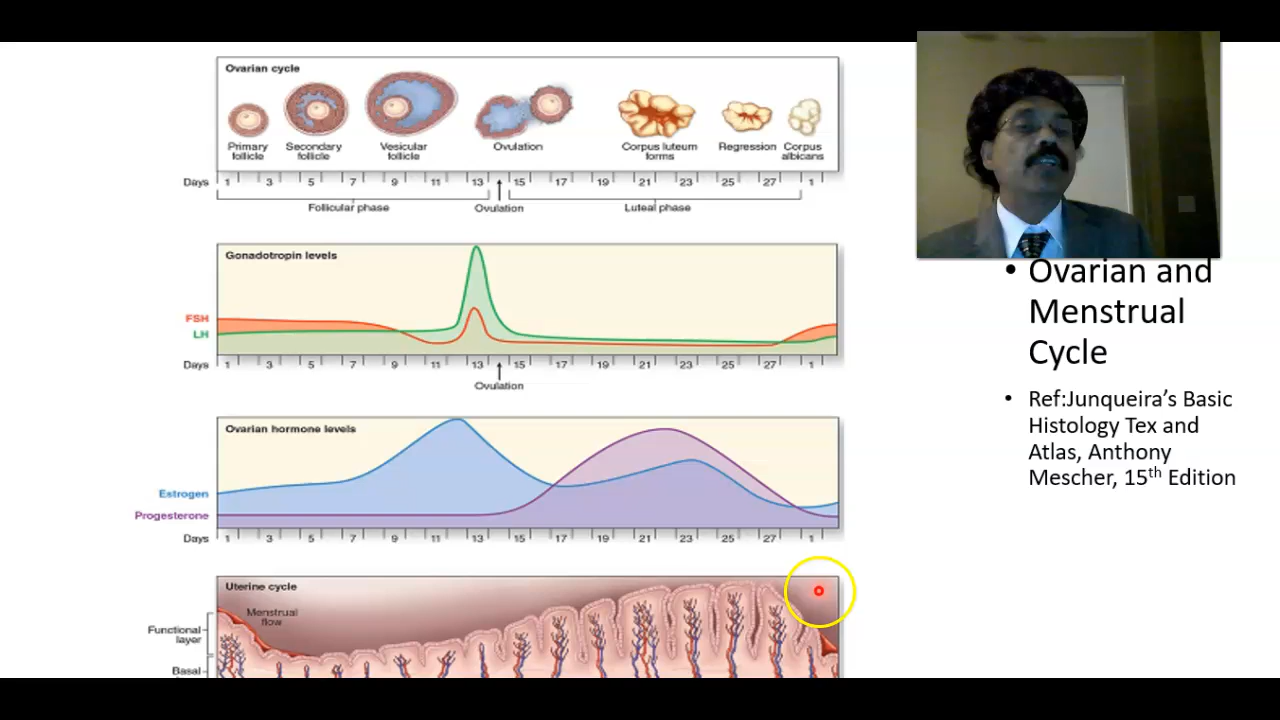 Ovarian cycle
Primary
follicle
Secondary
follicle
Vesicular
follicle
Ovulation
Corpus luteum
forms
Regression
Corpus
albicans
Days 1 3 5 7 9 11 13 15 17 19 21 23 25 27 1
Follicular phase
Ovulation
Luteal phase
Gonadotropin levels
FSH
LH
Days 1 3 5 7 9 11 13 15 17 19 21 23 25 27 1
Ovulation
Ovarian hormone levels
Estrogen
Progesterone
Days 1 3 5 7 9 11 13 15 17 19 21 23 25 27 1
Uterine cycle
Menstrual
flow
Functional
layer
Basal
• Ovarian and
Menstrual
Cycle
• Ref:Junqueira’s Basic
Histology Tex and
Atlas, Anthony
Mescher, 15th Edition